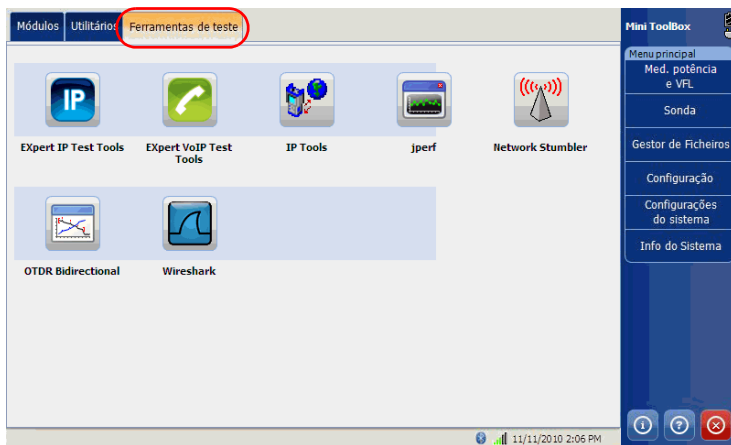 Módulos
Utilitários
Ferramentas de teste
IP
EXpert IP Test Tools
EXpert VoIP Test
Tools
IP Tools
jperf
Network Stumbler
OTDR Bidirectional
Wireshark
11/11/2010 2:06 PM
Mini ToolBox
Menu principal
Med. potência
e VFL
Sonda
Gestor de Ficheiros
Configuração
Configurações
do sistema
Info do Sistema